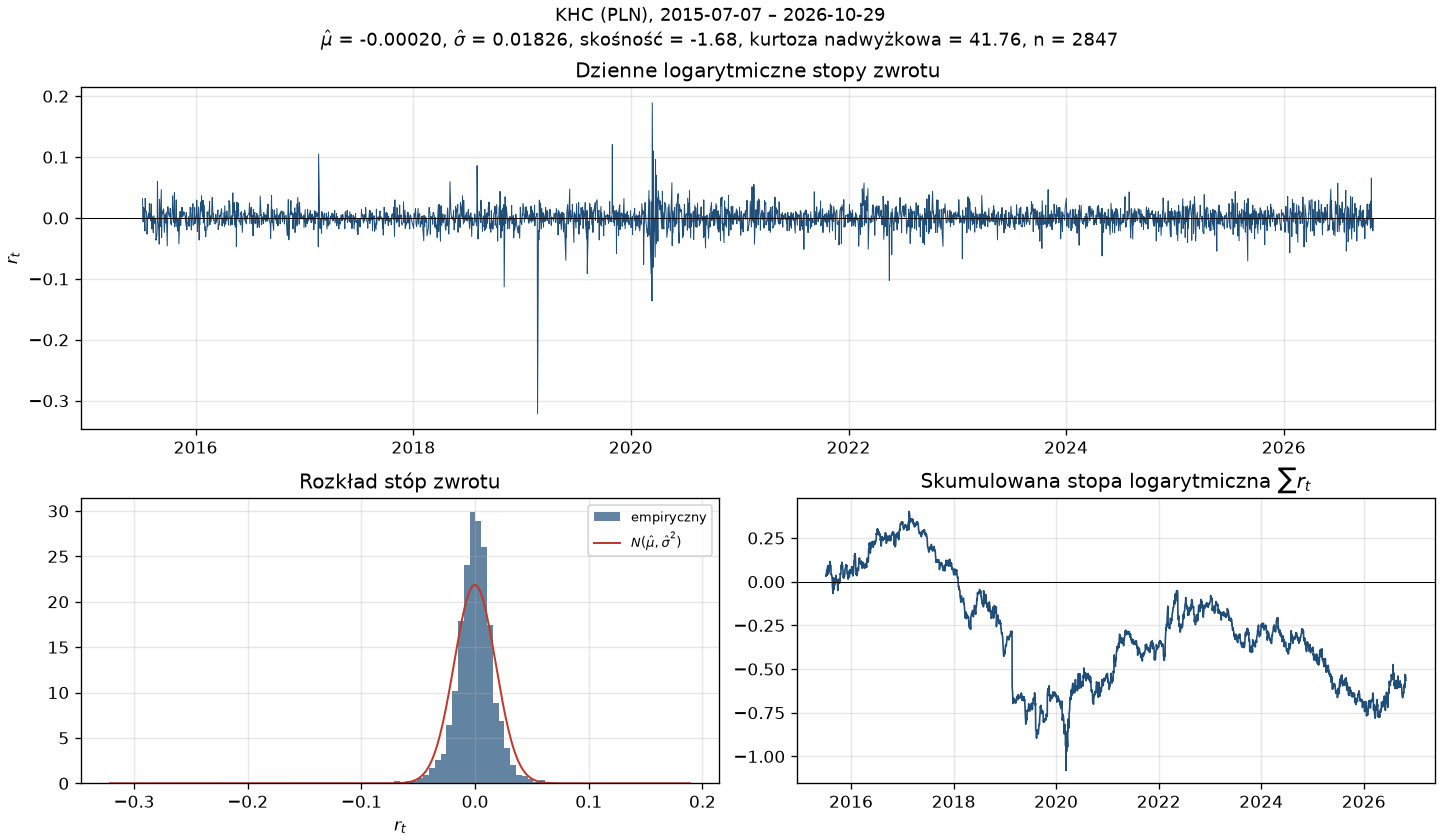 KHC (PLN), 2015-07-07 – 2026-10-29
μ̂ = -0.00020, σ̂ = 0.01826, skośność = -1.68, kurtoza nadwyżkowa = 41.76, n = 2847
Dzienne logarytmiczne stopy zwrotu
0.2
0.1
0.0
−0.1
−0.2
−0.3
r_t
2016 2018 2020 2022 2024 2026
Rozkład stóp zwrotu
30
25
20
15
10
5
0
empiryczny
N(μ̂, σ̂²)
−0.3 −0.2 −0.1 0.0 0.1 0.2
r_t
Skumulowana stopa logarytmiczna ∑r_t
0.25
0.00
−0.25
−0.50
−0.75
−1.00
2016 2018 2020 2022 2024 2026